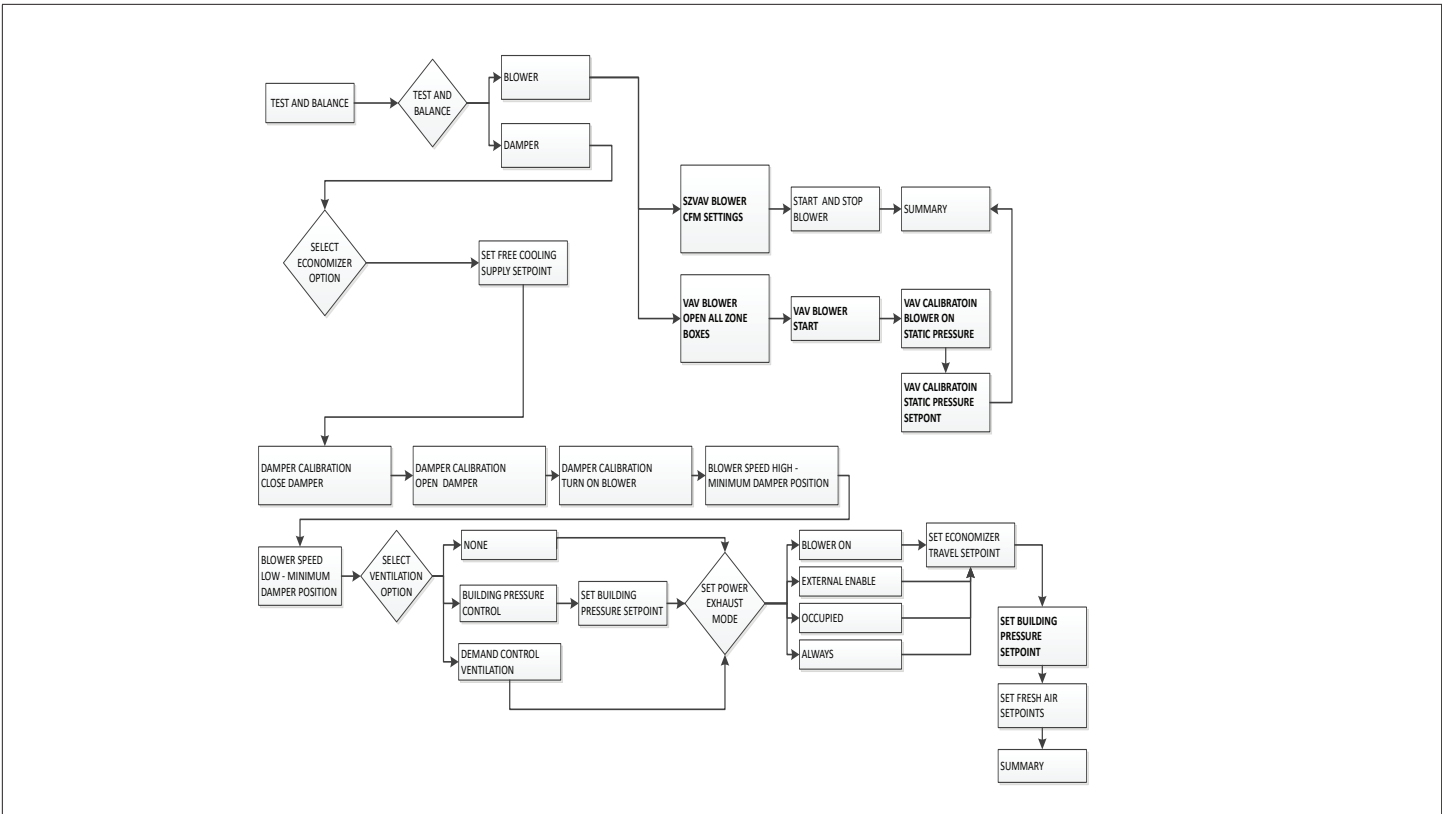 TEST AND BALANCE
TEST AND
BALANCE
BLOWER
DAMPER
SZVAV BLOWER
CFM SETTINGS
START AND STOP
BLOWER
SUMMARY
SELECT
ECONOMIZER
OPTION
SET FREE COOLING
SUPPLY SETPOINT
VAV BLOWER
OPEN ALL ZONE
BOXES
VAV BLOWER
START
VAV CALIBRATOIN
BLOWER ON
STATIC PRESSURE
VAV CALIBRATOIN
STATIC PRESSURE
SETPONT
DAMPER CALIBRATION
CLOSE DAMPER
DAMPER CALIBRATION
OPEN DAMPER
DAMPER CALIBRATION
TURN ON BLOWER
BLOWER SPEED HIGH -
MINIMUM DAMPER POSITION
BLOWER SPEED
LOW - MINIMUM
DAMPER POSITION
SELECT
VENTILATION
OPTION
NONE
BUILDING PRESSURE
CONTROL
SET BUILDING
PRESSURE SETPOINT
DEMAND CONTROL
VENTILATION
SET POWER
EXHAUST
MODE
BLOWER ON
EXTERNAL ENABLE
OCCUPIED
ALWAYS
SET ECONOMIZER
TRAVEL SETPOINT
SET BUILDING
PRESSURE
SETPOINT
SET FRESH AIR
SETPOINTS
SUMMARY